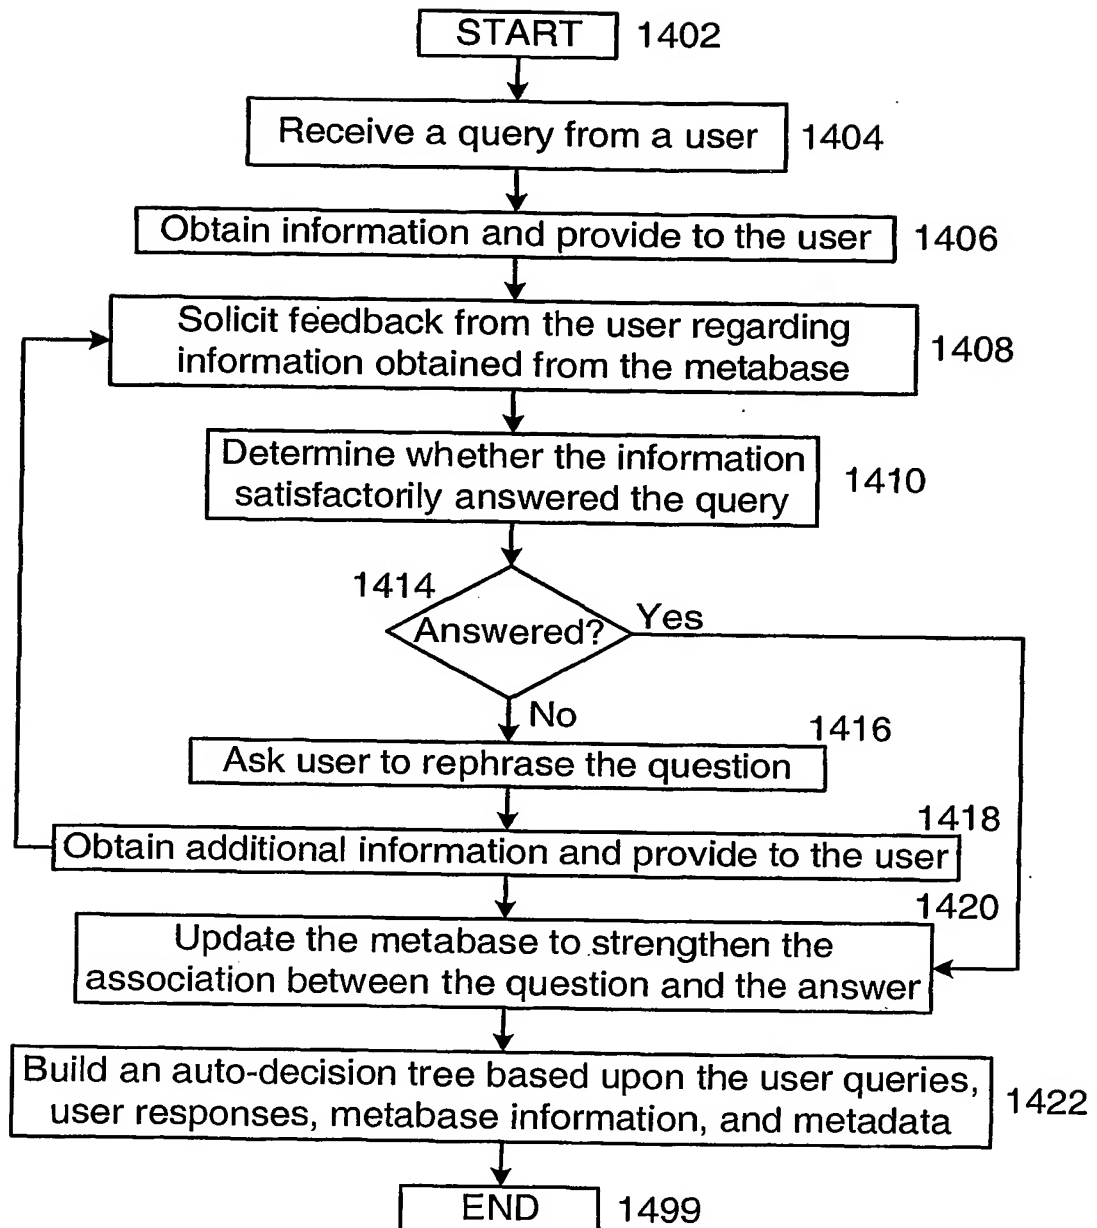 START 1402
Receive a query from a user 1404
Obtain information and provide to the user 1406
Solicit feedback from the user regarding
information obtained from the metabase
1408
Determine whether the information
satisfactorily answered the query
1410
1414
Answered?
Yes
No
1416
Ask user to rephrase the question
1418
Obtain additional information and provide to the user
1420
Update the metabase to strengthen the
association between the question and the answer
Build an auto-decision tree based upon the user queries,
user responses, metabase information, and metadata
1422
END 1499